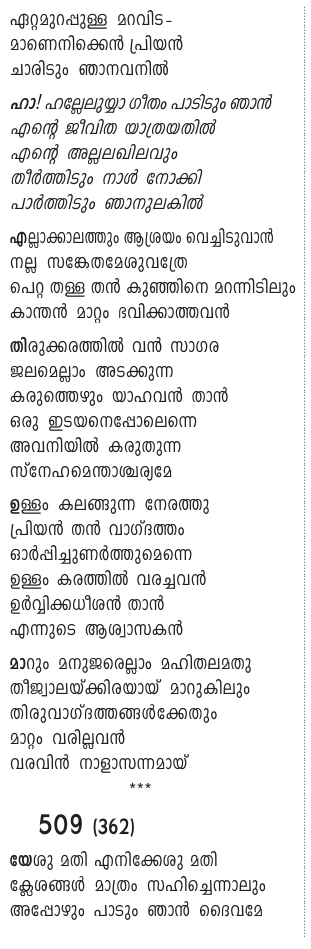 ഏറ്റമുറപ്പുള്ള മറവിട-
മാണെനിക്കെൻ പ്രിയൻ
ചാരിടും ഞാനവനിൽ
ഹാ! ഹല്ലേലുയ്യാ ഗീതം പാടിടും ഞാൻ
എന്റെ ജീവിത യാത്രയതിൽ
എന്റെ അല്ലലഖിലവും
തീർത്തിടും നാൾ നോക്കി
പാർത്തിടും ഞാനുലകിൽ
എല്ലാക്കാലത്തും ആശ്രയം വെച്ചിടുവാൻ
നല്ല സങ്കേതമേശുവത്രേ
പെറ്റ തള്ള തൻ കുഞ്ഞിനെ മറന്നിടിലും
കാന്തൻ മാറ്റം ഭവിക്കാത്തവൻ
തിരുക്കരത്തിൽ വൻ സാഗര
ജലമെല്ലാം അടക്കുന്ന
കരുത്തെഴും യാഹവൻ താൻ
ഒരു ഇടയനെപ്പോലെന്നെ
അവനിയിൽ കരുതുന്ന
സ്നേഹമെന്താശ്ചര്യമേ
ഉള്ളം കലങ്ങുന്ന നേരത്തു
പ്രിയൻ തൻ വാഗ്ദത്തം
ഓർപ്പിച്ചുണർത്തുമെന്നെ
ഉള്ളം കരത്തിൽ വരച്ചവൻ
ഉർവ്വിക്കധീശൻ താൻ
എന്നുടെ ആശ്വാസകൻ
മാറും മനുജരെല്ലാം മഹിതലമതു
തീജ്വാലയ്ക്കിരയായ് മാറുകിലും
തിരുവാഗ്ദത്തങ്ങൾക്കേതും
മാറ്റം വരില്ലവൻ
വരവിൻ നാളാസന്നമായ്
***
509 (362)
യേശു മതി എനിക്കേശു മതി
ക്ലേശങ്ങൾ മാത്രം സഹിച്ചെന്നാലും
അപ്പോഴും പാടും ഞാൻ ദൈവമേ